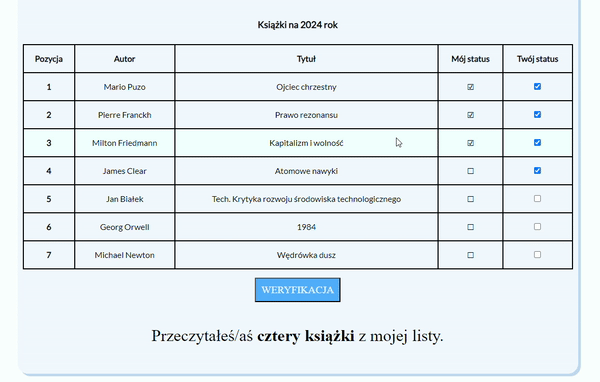 Książki na 2024 rok
Pozycja Autor Tytuł Mój status Twój status
1 Mario Puzo Ojciec chrzestny ☑ ☑
2 Pierre Franckh Prawo rezonansu ☑ ☑
3 Milton Friedmann Kapitalizm i wolność ☑ ☑
4 James Clear Atomowe nawyki ☐ ☑
5 Jan Białek Tech. Krytyka rozwoju środowiska technologicznego ☐ ☐
6 Georg Orwell 1984 ☐ ☐
7 Michael Newton Wędrówka dusz ☐ ☐
WERYFIKACJA
Przeczytałeś/aś cztery książki z mojej listy.